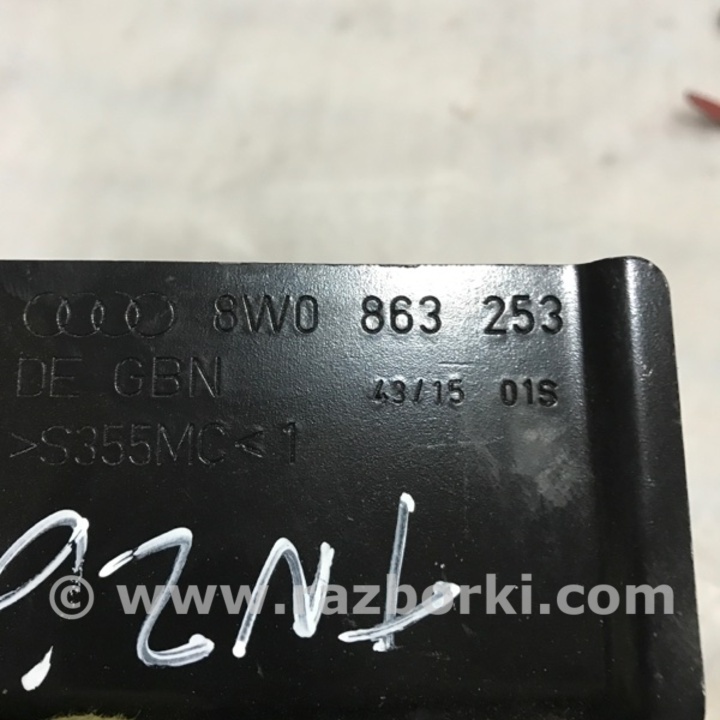 8W0 863 253
DE GBN 43/15 01S
>S355MC< 1
© www.razborki.com